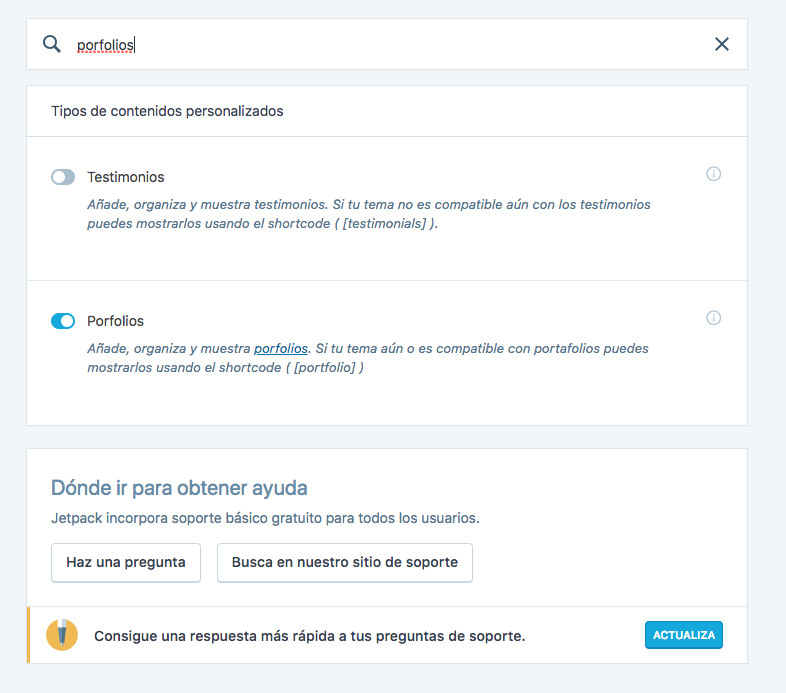 porfolios
Tipos de contenidos personalizados
Testimonios
Añade, organiza y muestra testimonios. Si tu tema no es compatible aún con los testimonios
puedes mostrarlos usando el shortcode ( [testimonials] ).
Porfolios
Añade, organiza y muestra porfolios. Si tu tema aún o es compatible con portafolios puedes
mostrarlos usando el shortcode ( [portfolio] )
Dónde ir para obtener ayuda
Jetpack incorpora soporte básico gratuito para todos los usuarios.
Haz una pregunta
Busca en nuestro sitio de soporte
Consigue una respuesta más rápida a tus preguntas de soporte.
ACTUALIZA